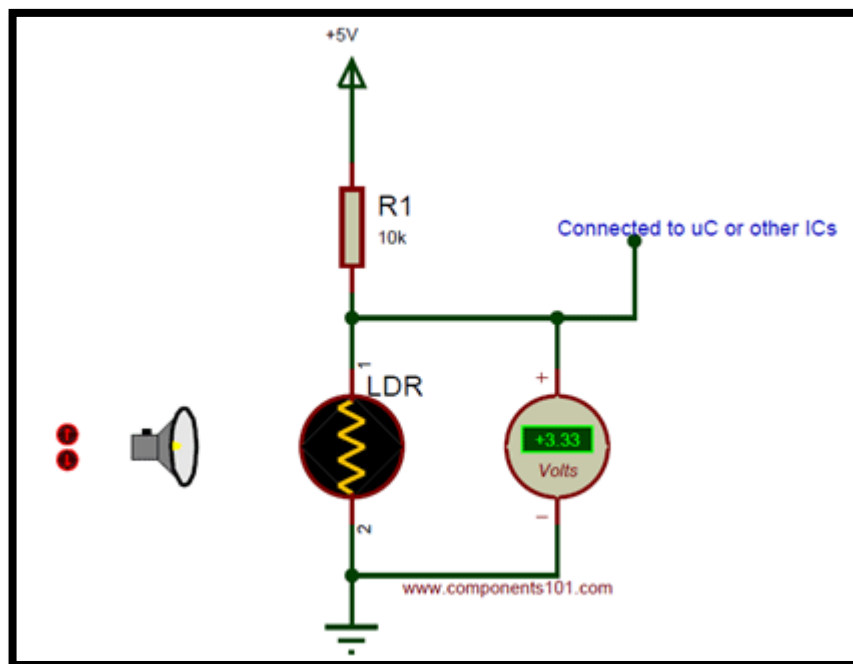 +5V
R1
10k
Connected to uC or other ICs
1
LDR
+
+3.33
Volts
−
2
www.components101.com